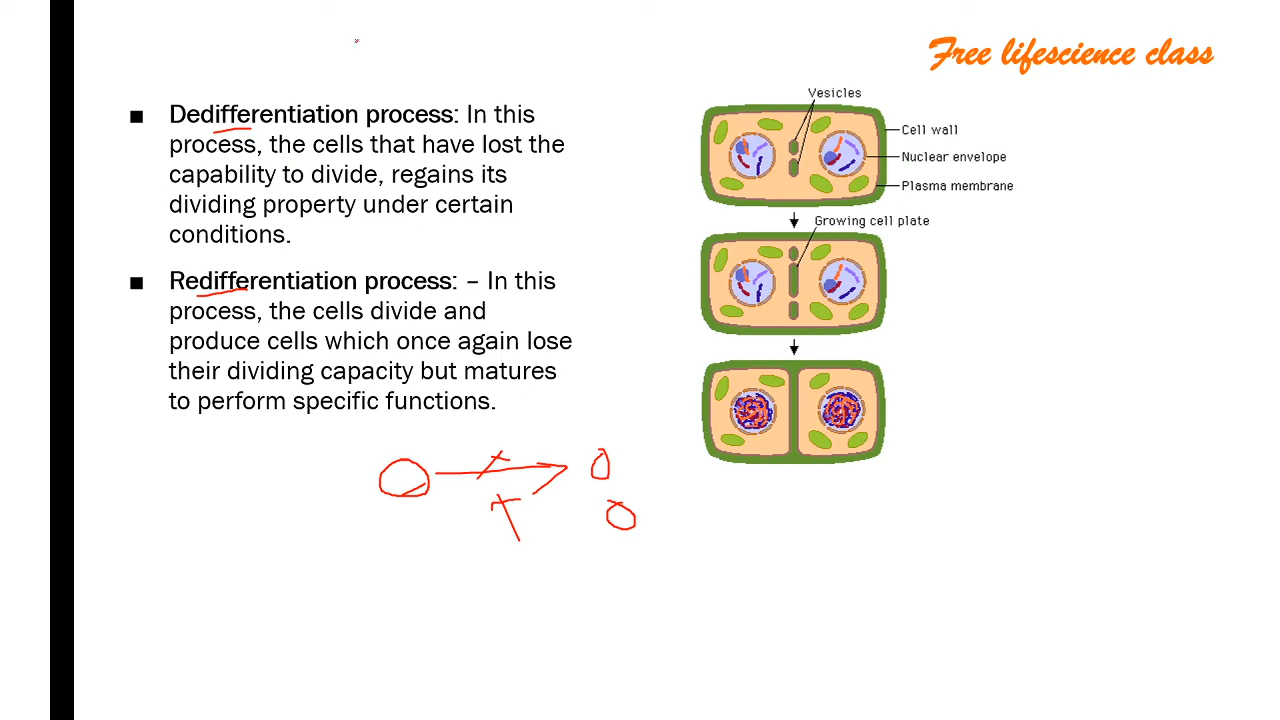 Free lifescience class
■ Dedifferentiation process: In this
process, the cells that have lost the
capability to divide, regains its
dividing property under certain
conditions.
■ Redifferentiation process: – In this
process, the cells divide and
produce cells which once again lose
their dividing capacity but matures
to perform specific functions.
Vesicles
Cell wall
Nuclear envelope
Plasma membrane
Growing cell plate